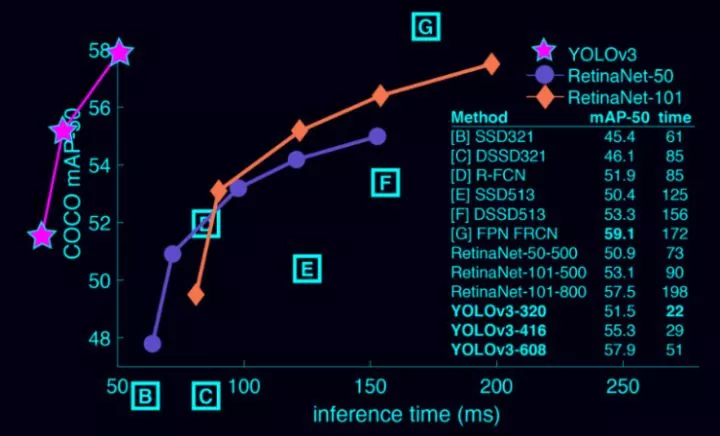 G
58
YOLOv3
RetinaNet-50
56
RetinaNet-101
COCO mAP-50
Method mAP-50 time
[B] SSD321 45.4 61
[C] DSSD321 46.1 85
[D] R-FCN 51.9 85
[E] SSD513 50.4 125
[F] DSSD513 53.3 156
[G] FPN FRCN 59.1 172
RetinaNet-50-500 50.9 73
RetinaNet-101-500 53.1 90
RetinaNet-101-800 57.5 198
YOLOv3-320 51.5 22
YOLOv3-416 55.3 29
YOLOv3-608 57.9 51
54
F
52
E
50
48
50 100 150 200 250
B C
inference time (ms)